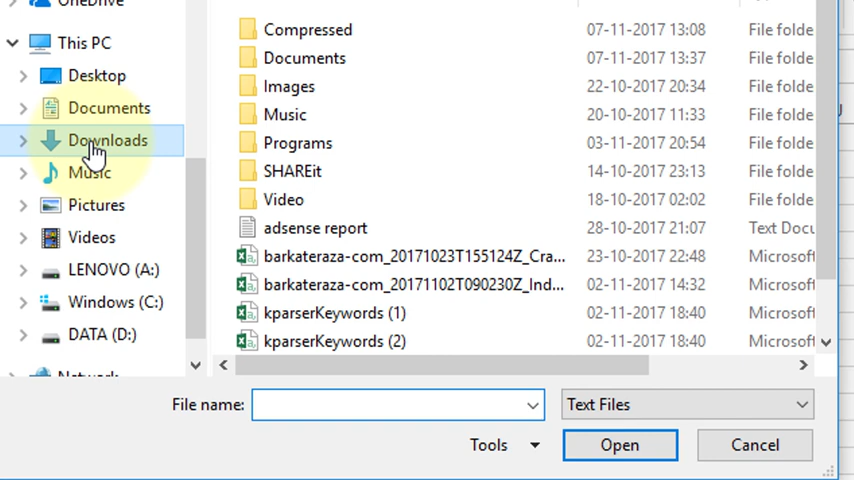 OneDrive
This PC
Desktop
Documents
Downloads
Music
Pictures
Videos
LENOVO (A:)
Windows (C:)
DATA (D:)
Network
Compressed 07-11-2017 13:08 File folde
Documents 07-11-2017 13:37 File folde
Images 22-10-2017 20:34 File folde
Music 20-10-2017 11:33 File folde
Programs 03-11-2017 20:54 File folde
SHAREit 14-10-2017 23:13 File folde
Video 18-10-2017 02:02 File folde
adsense report 28-10-2017 21:07 Text Docu
barkateraza-com_20171023T155124Z_Cra... 23-10-2017 22:48 Microsoft
barkateraza-com_20171102T090230Z_Ind... 02-11-2017 14:32 Microsoft
kparserKeywords (1) 02-11-2017 18:40 Microsoft
kparserKeywords (2) 02-11-2017 18:40 Microsoft
File name: Text Files
Tools Open Cancel